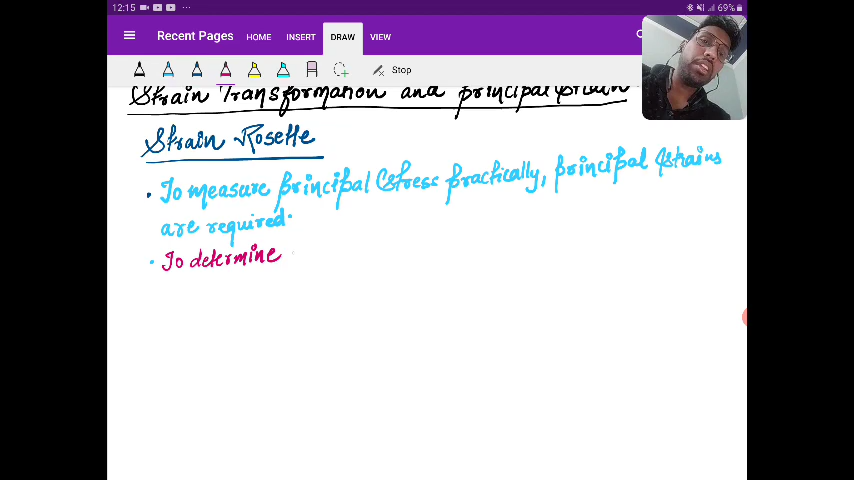 12:15 69%
Recent Pages HOME INSERT DRAW VIEW
Stop
Strain Transformation and principal Strain
Strain Rosette
• To measure principal Stress practically, principal Strains
are required.
• To determine